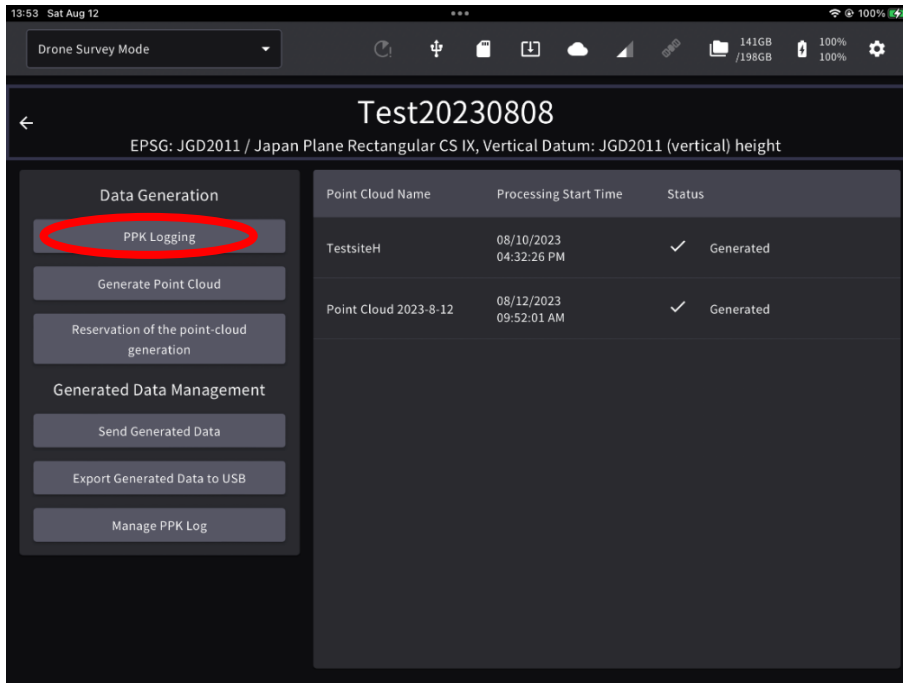 13:53 Sat Aug 12
100%
Drone Survey Mode
141GB
/198GB
100%
100%
Test20230808
EPSG: JGD2011 / Japan Plane Rectangular CS IX, Vertical Datum: JGD2011 (vertical) height
Data Generation
PPK Logging
Generate Point Cloud
Reservation of the point-cloud
generation
Generated Data Management
Send Generated Data
Export Generated Data to USB
Manage PPK Log
Point Cloud Name Processing Start Time Status
TestsiteH
08/10/2023
04:32:26 PM
Generated
Point Cloud 2023-8-12
08/12/2023
09:52:01 AM
Generated